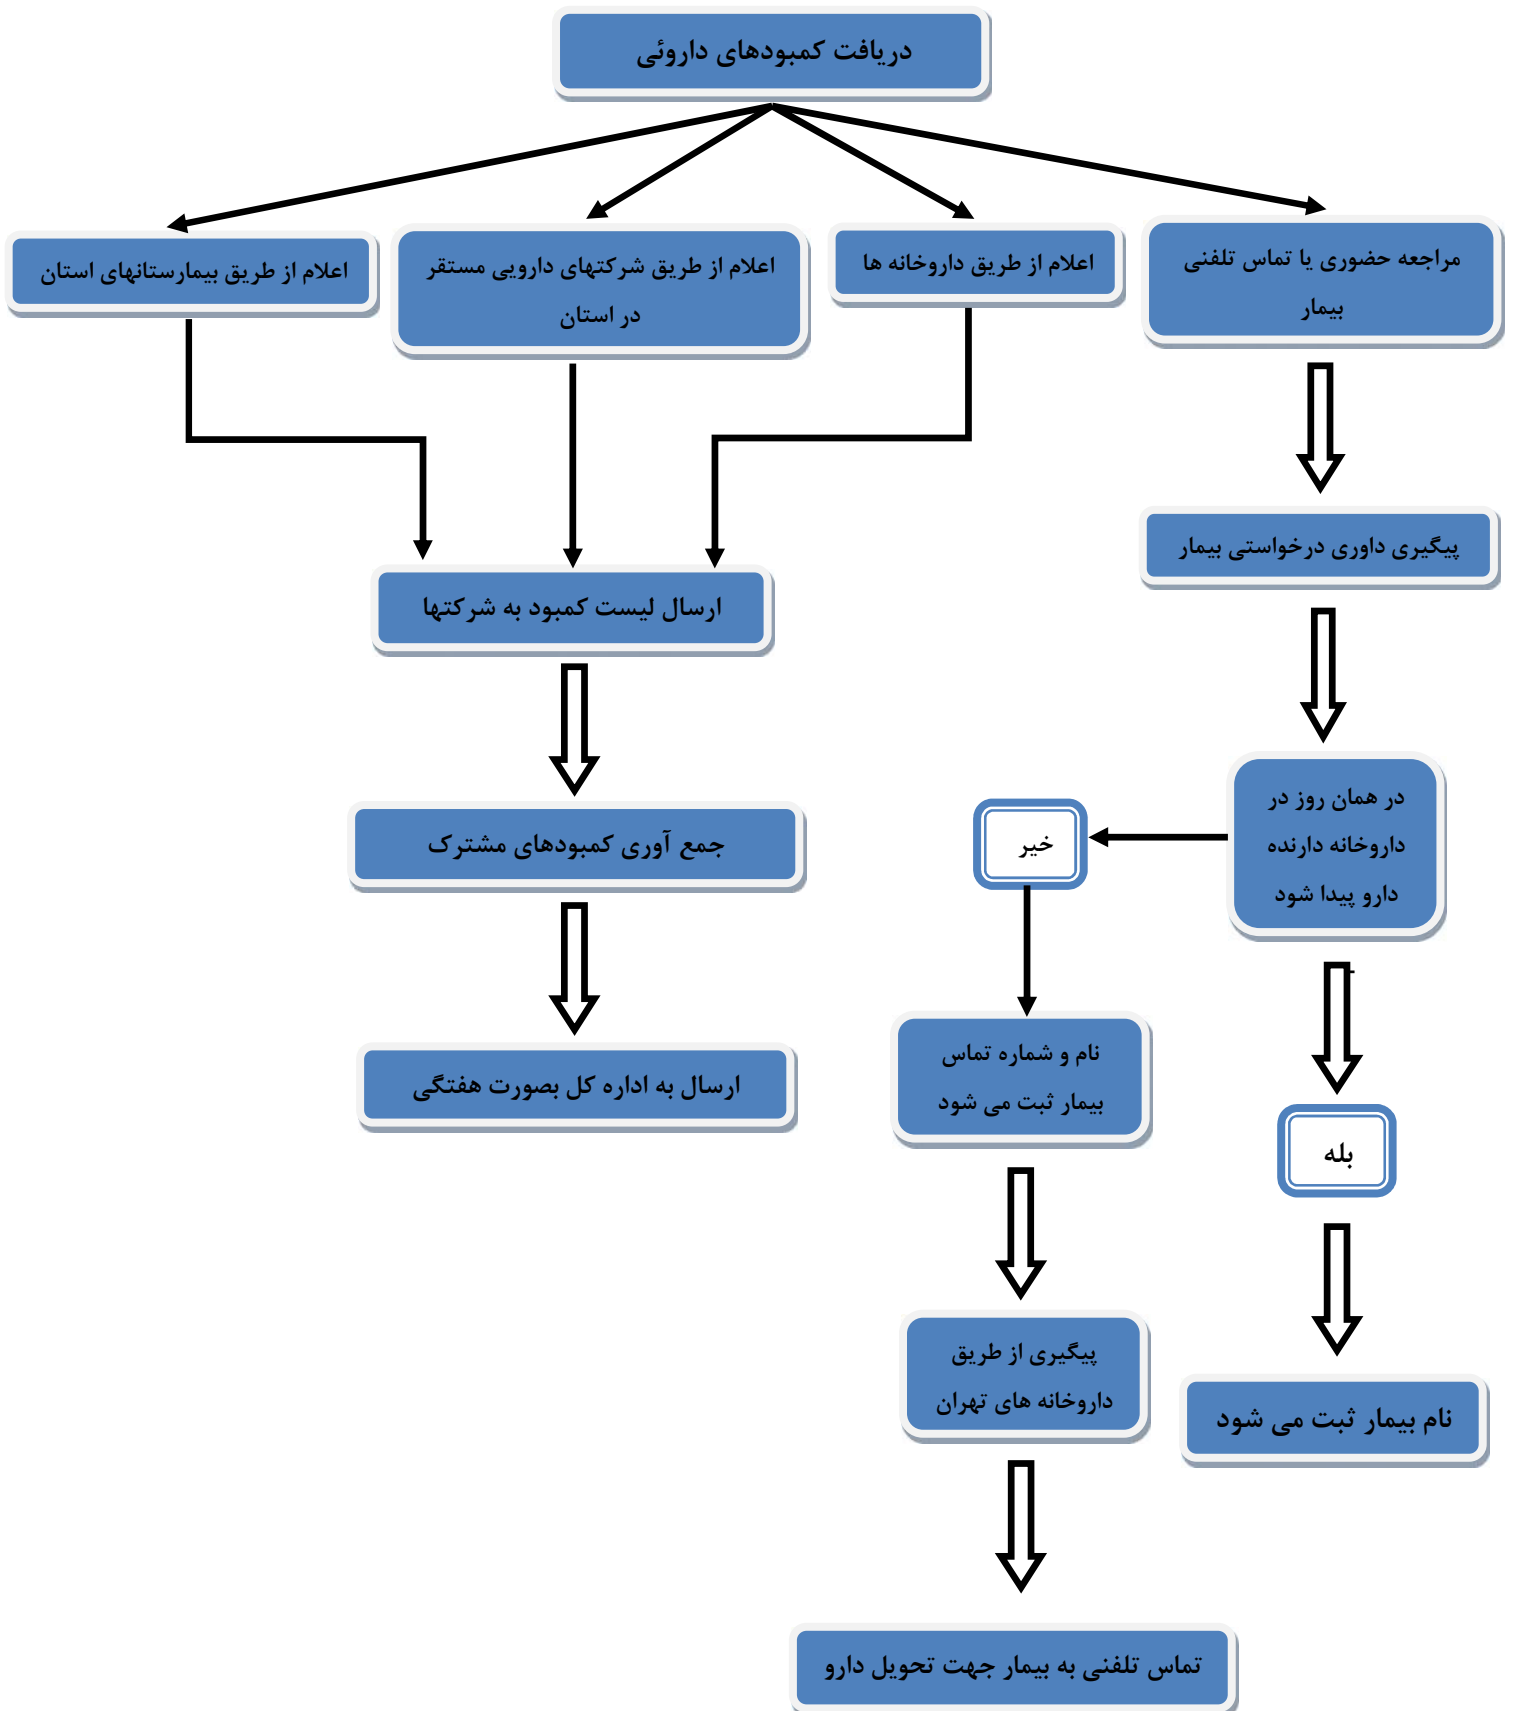 دریافت کمبودهای داروئی
مراجعه حضوری یا تماس تلفنی
بیمار
اعلام از طریق داروخانه ها
اعلام از طریق شرکتهای دارویی مستقر
در استان
اعلام از طریق بیمارستانهای استان
پیگیری داوری درخواستی بیمار
ارسال لیست کمبود به شرکتها
در همان روز در
داروخانه دارنده
دارو پیدا شود
خیر
جمع آوری کمبودهای مشترک
نام و شماره تماس
بیمار ثبت می شود
ارسال به اداره کل بصورت هفتگی
بله
پیگیری از طریق
داروخانه های تهران
نام بیمار ثبت می شود
تماس تلفنی به بیمار جهت تحویل دارو